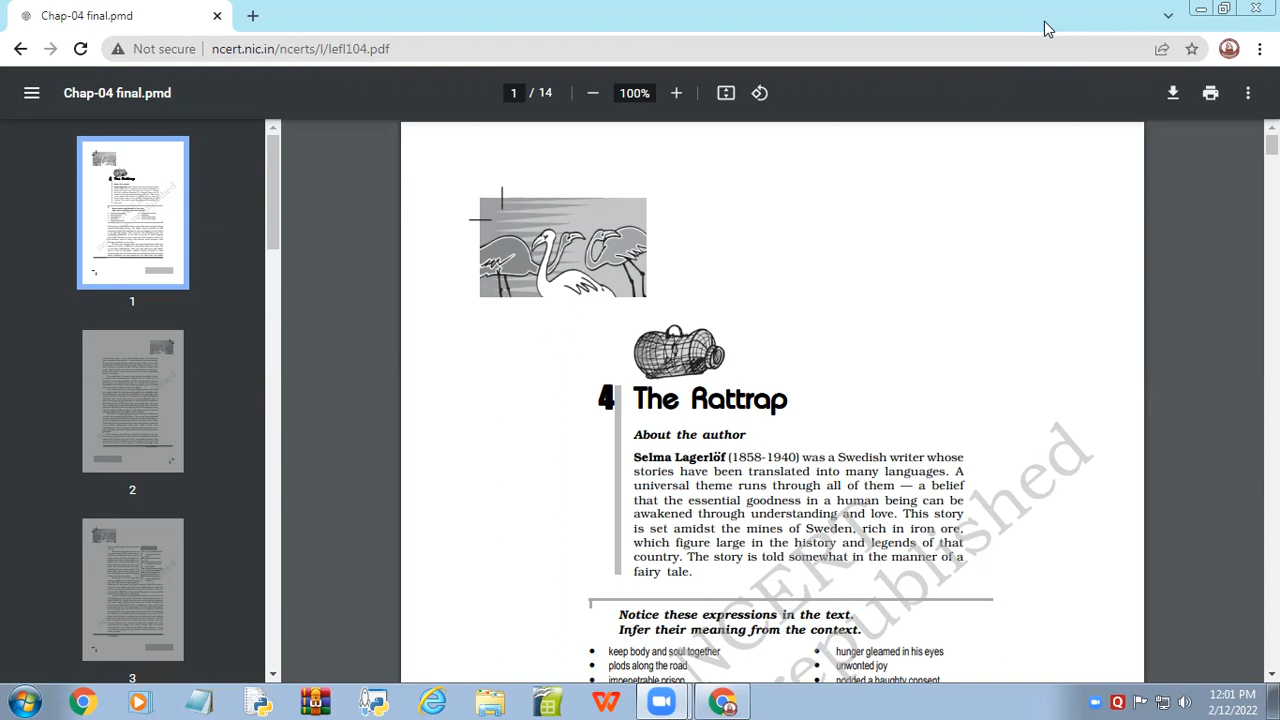 Chap-04 final.pmd
Not secure ncert.nic.in/ncerts/l/lefl104.pdf
Chap-04 final.pmd
1 / 14
100%
1
2
3
4 The Rattrap
About the author
Selma Lagerlöf (1858-1940) was a Swedish writer whose
stories have been translated into many languages. A
universal theme runs through all of them — a belief
that the essential goodness in a human being can be
awakened through understanding and love. This story
is set amidst the mines of Sweden, rich in iron ore,
which figure large in the history and legends of that
country. The story is told somewhat in the manner of a
fairy tale.
Notice these expressions in the text.
Infer their meaning from the context.
• keep body and soul together
• hunger gleamed in his eyes
• plods along the road
• unwonted joy
impenetrable prison
nodded a haughty consent
NCERT
republished
12:01 PM
2/12/2022